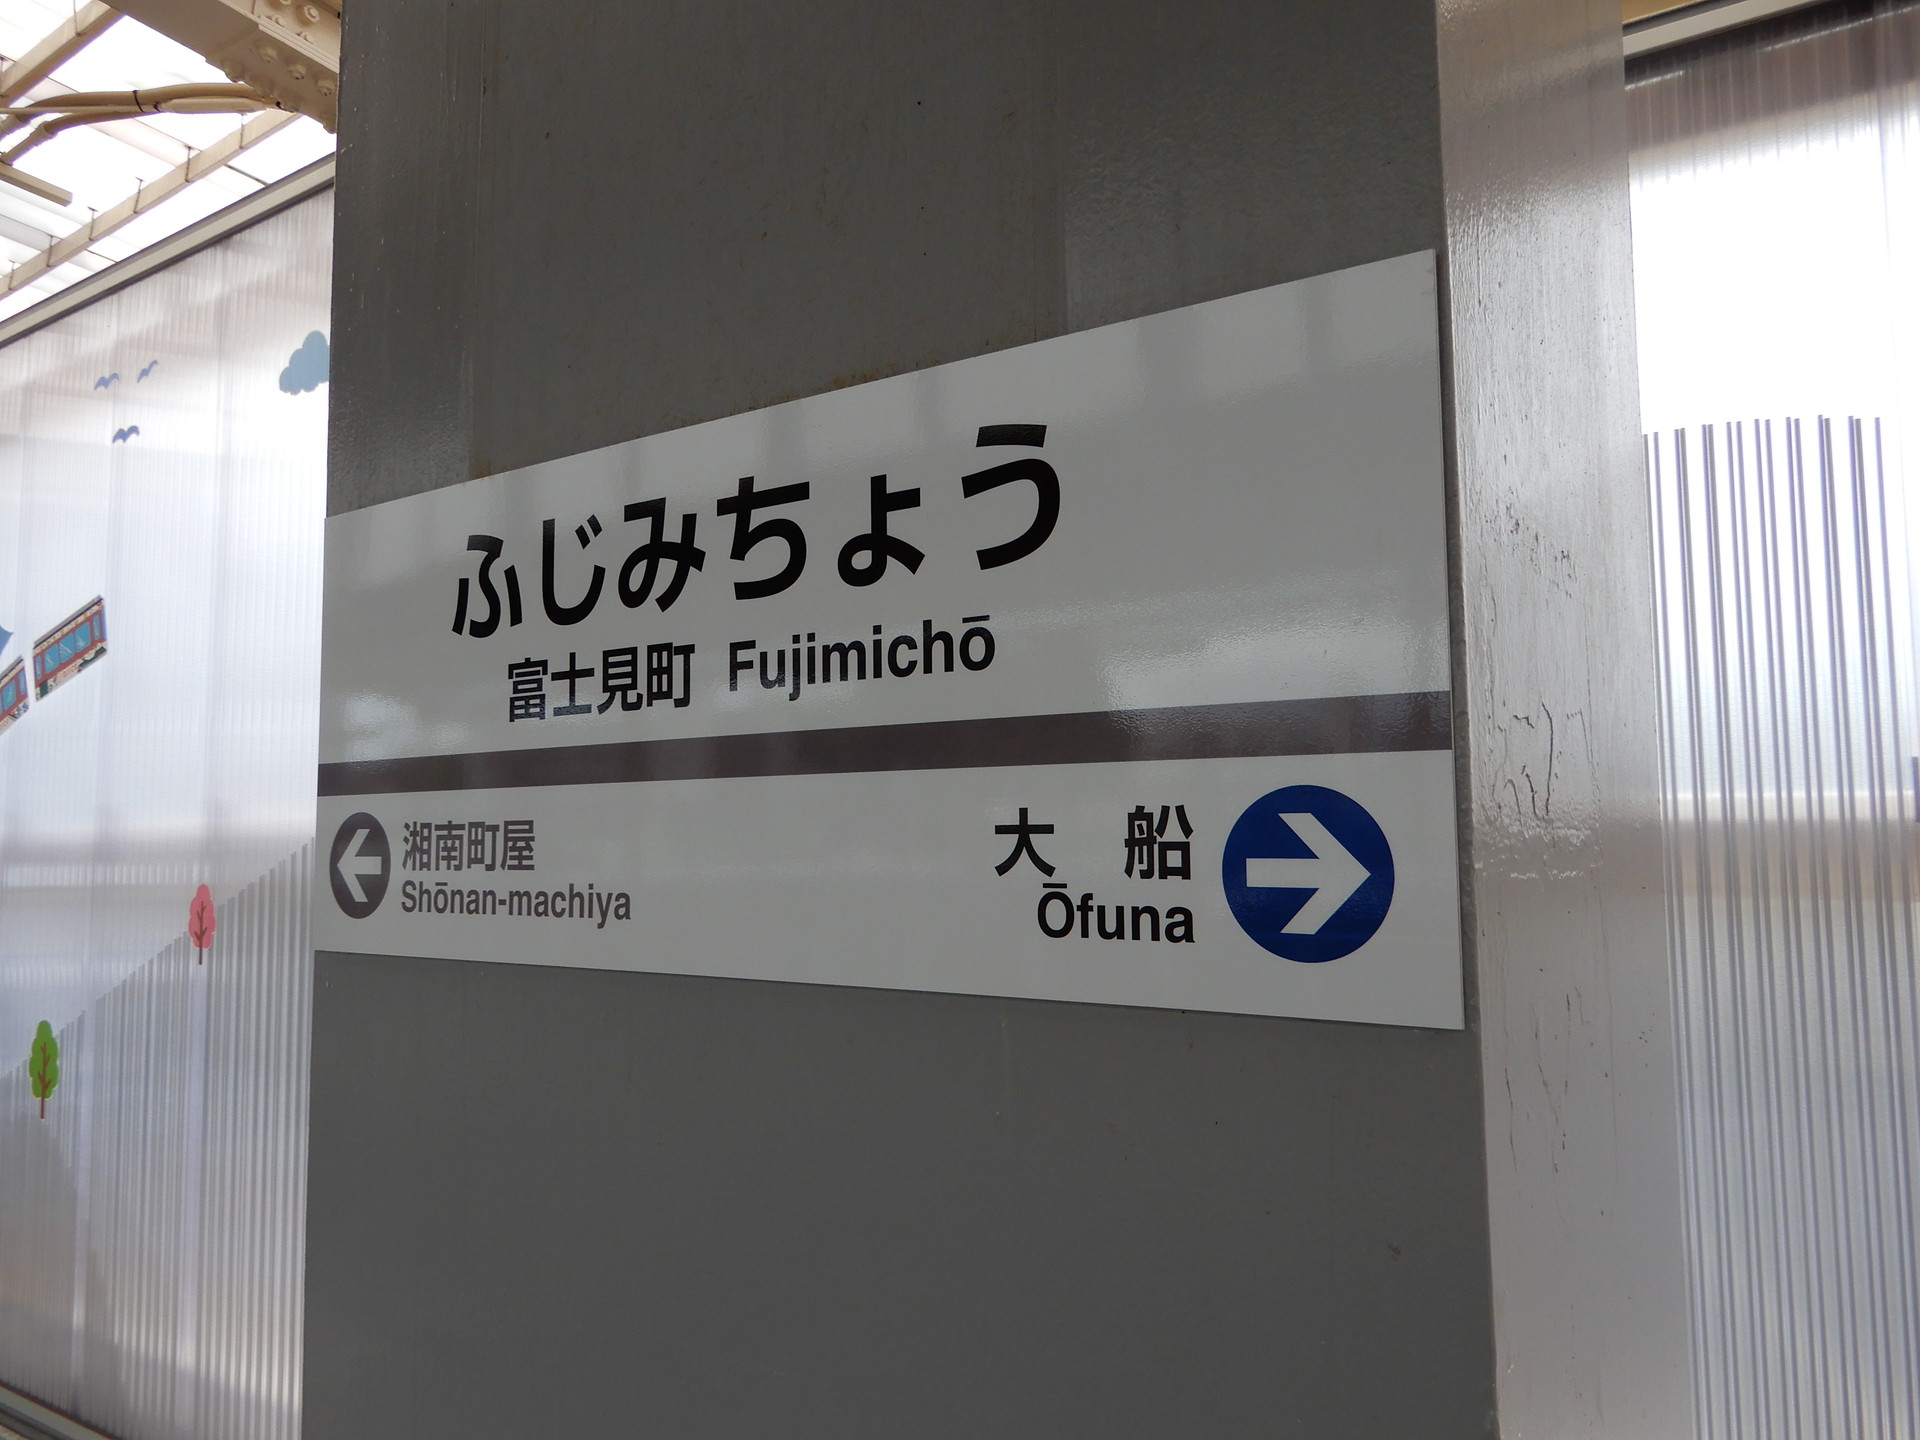 ふじみちょう
富士見町 Fujimichō
湘南町屋
Shōnan-machiya
大 船
Ōfuna